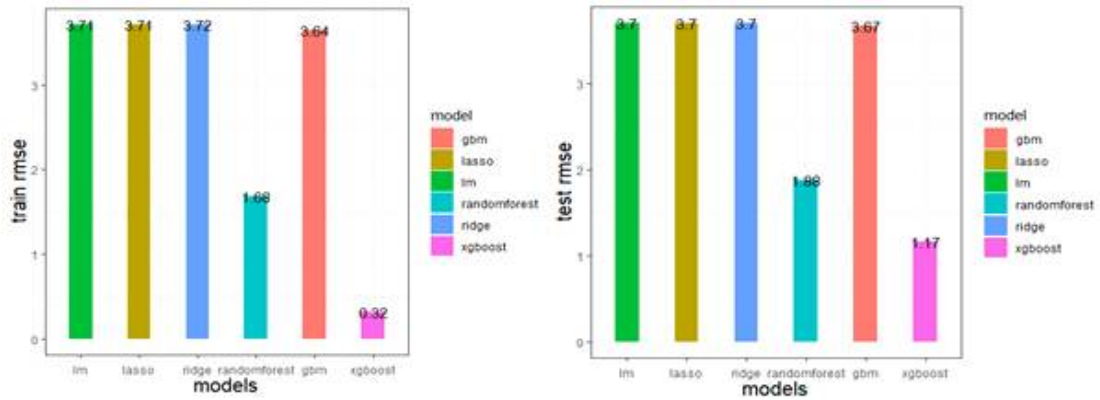 3.71 3.71 3.72 3.64
3
2
1
0
1.68
0.32
train rmse
lm lasso ridge randomforest gbm xgboost
models
model
gbm
lasso
lm
randomforest
ridge
xgboost
3.7 3.7 3.7 3.67
3
2
1
0
1.88
1.17
test rmse
lm lasso ridge randomforest gbm xgboost
models
model
gbm
lasso
lm
randomforest
ridge
xgboost